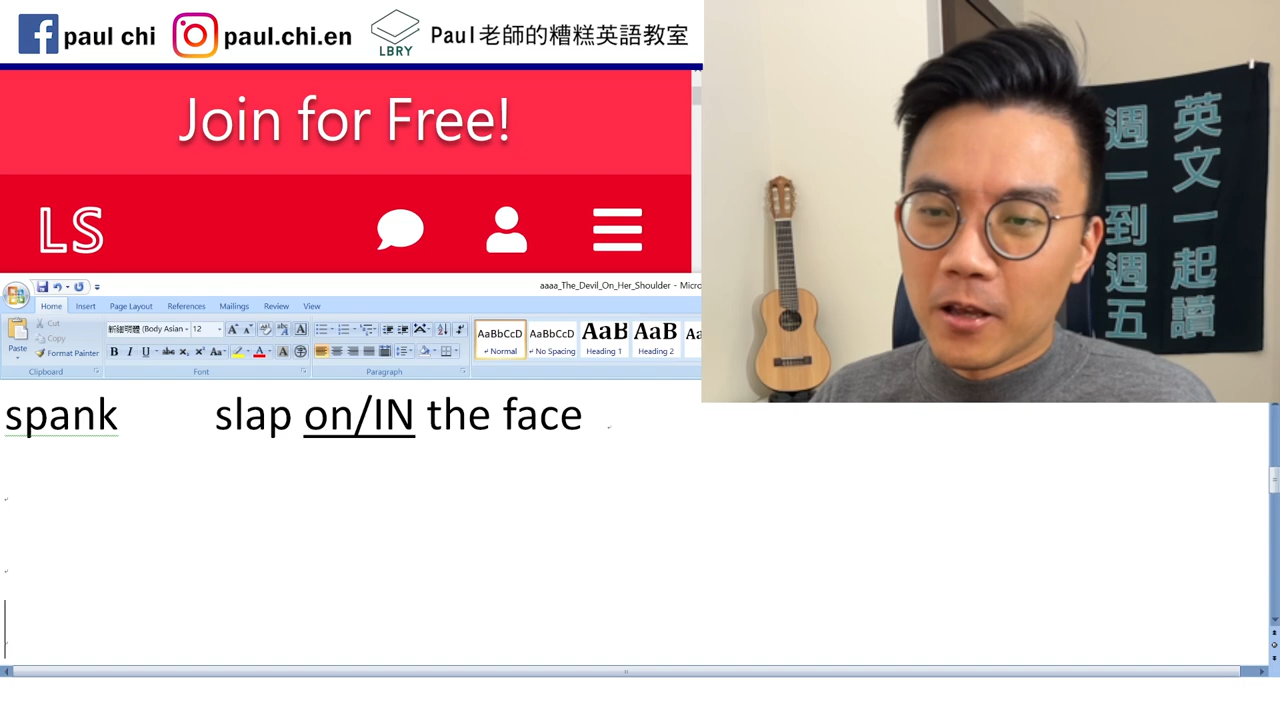 paul chi
paul.chi.en
LBRY
Paul老師的糟糕英語教室
Join for Free!
LS
aaaa_The_Devil_On_Her_Shoulder - Micro
Home Insert Page Layout References Mailings Review View
Paste
Cut
Copy
Format Painter
Clipboard
新細明體 (Body Asian 12
Font
Paragraph
AaBbCcD
Normal
AaBbCcD
No Spacing
AaB
Heading 1
AaB
Heading 2
spank slap on/IN the face
英文一起讀
週一到週五